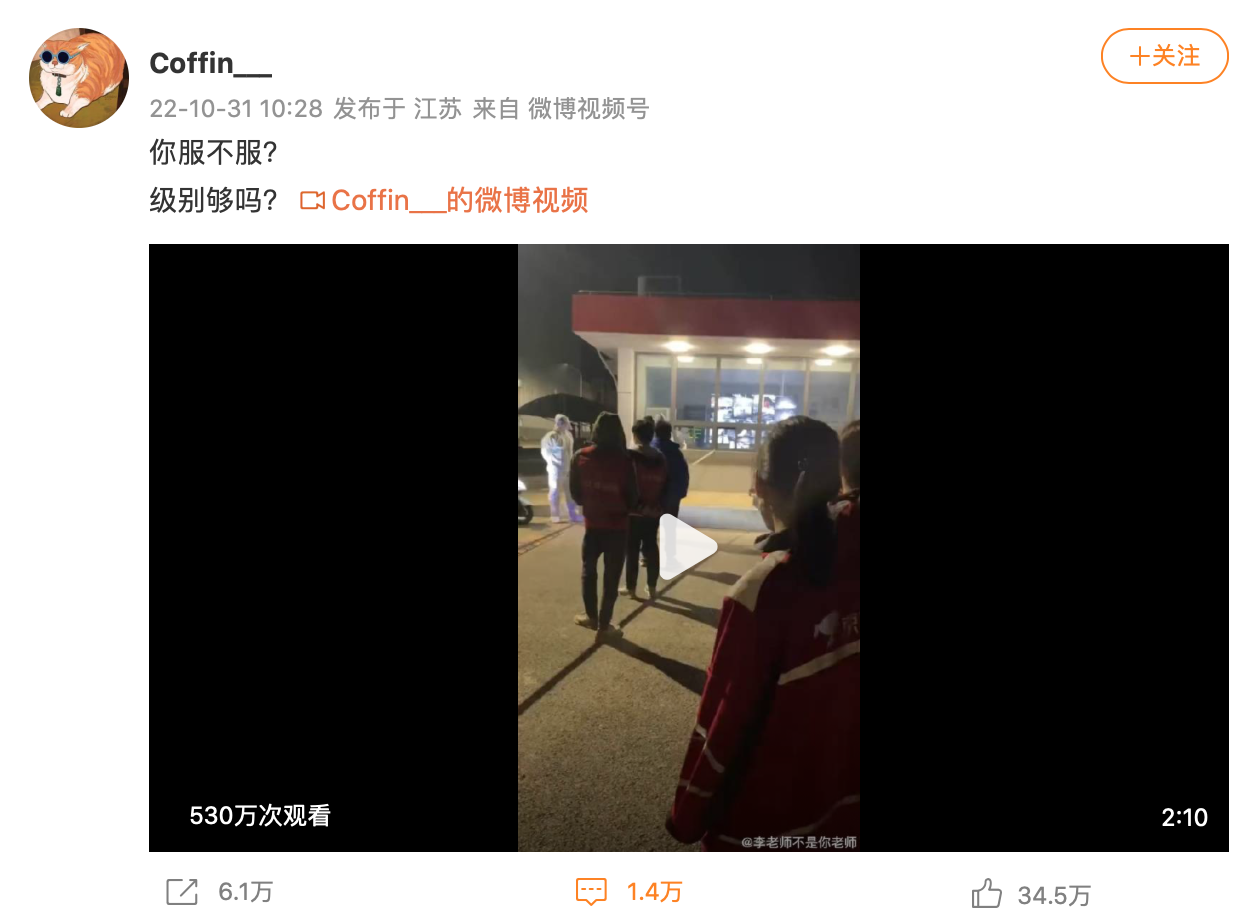 Coffin___
+关注
22-10-31 10:28 发布于 江苏 来自 微博视频号
你服不服?
级别够吗? Coffin___的微博视频
530万次观看
2:10
@李老师不是你老师
6.1万
1.4万
34.5万